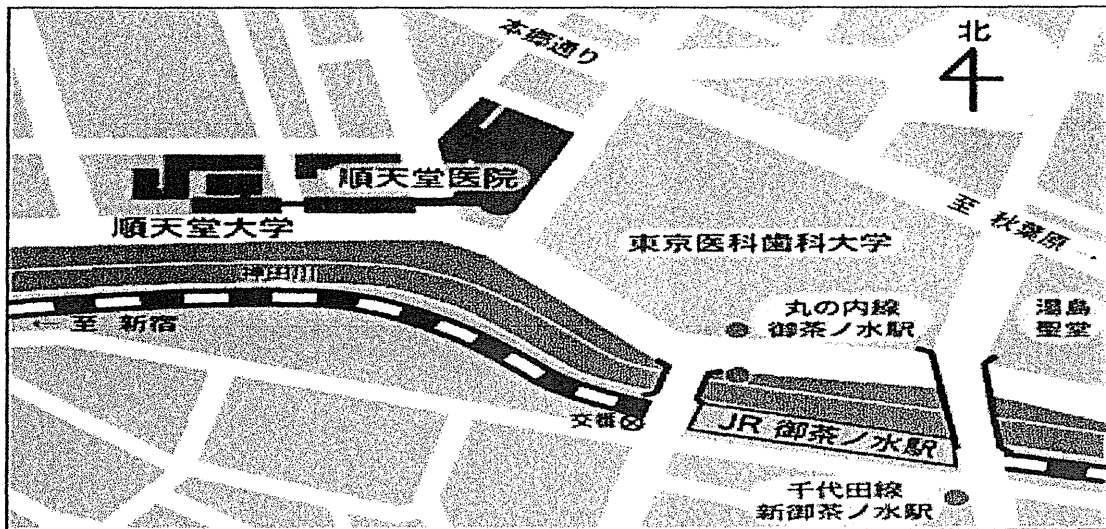 本郷通り
北
順天堂医院
順天堂大学
至 秋葉原
東京医科歯科大学
神田川
← 至 新宿
丸の内線
御茶ノ水駅
湯島
聖堂
交番
JR 御茶ノ水駅
千代田線
新御茶ノ水駅